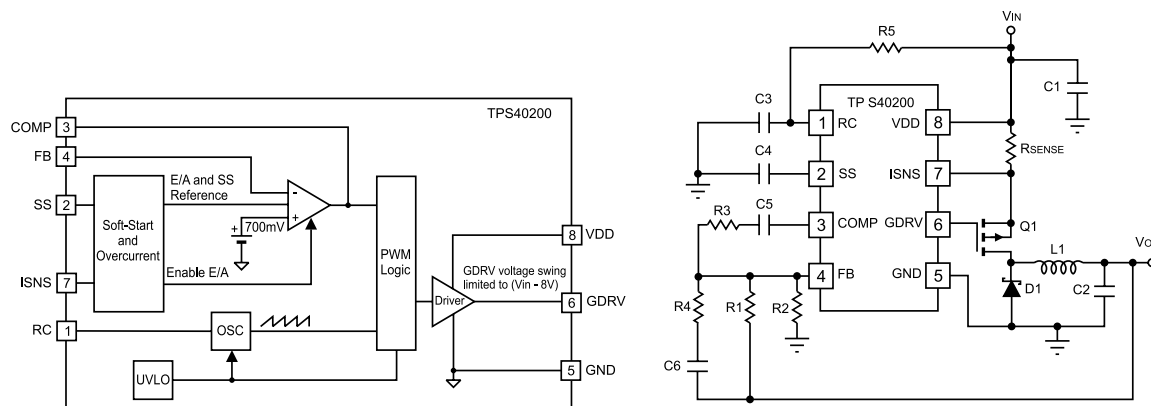 TPS40200
COMP 3
FB 4
E/A and SS
Reference
SS 2
Soft-Start
and
Overcurrent
-
+
+
700mV
Enable E/A
ISNS 7
PWM
Logic
8 VDD
GDRV voltage swing
limited to (Vin - 8V)
Driver
6 GDRV
RC 1
OSC
5 GND
UVLO
VIN
R5
C1
TP S40200
C3
1 RC
VDD 8
RSENSE
C4
2 SS
ISNS 7
R3
C5
3 COMP
GDRV 6
Q1
L1
VO
4 FB
GND 5
D1
C2
R4
R1
R2
C6